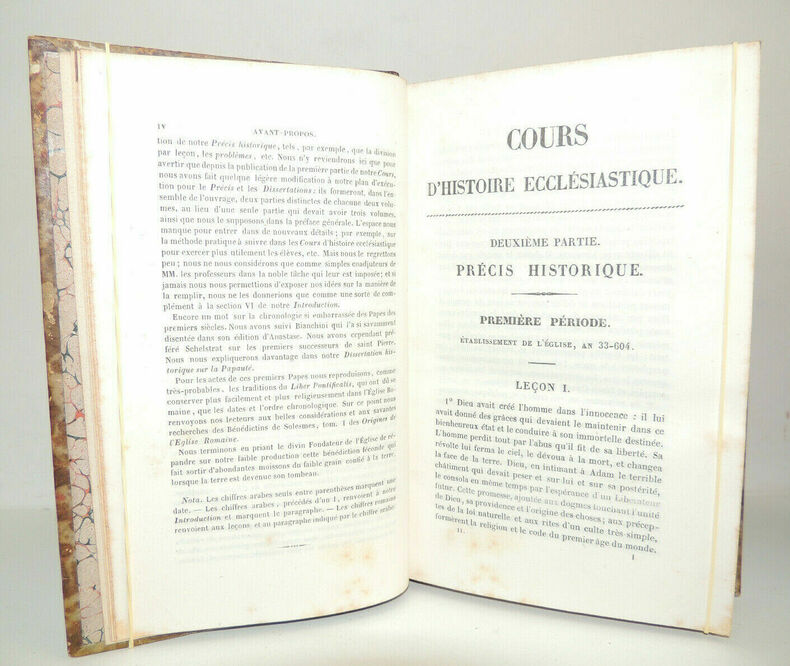 IV
AVANT-PROPOS.
tion de notre Précis historique, tels, par exemple, que la division
par leçon, les problèmes, etc. Nous n'y reviendrons ici que pour
avertir que depuis la publication de la première partie de notre Cours,
nous avons fait quelque légère modification à notre plan d'exécu-
tion pour le Précis et les Dissertations: ils formeront, dans l'en-
semble de l'ouvrage, deux parties distinctes de chacune deux volu-
mes, au lieu d'une seule partie qui devait avoir trois volumes,
ainsi que nous le supposons dans la préface générale. L'espace nous
manque pour entrer dans de nouveaux détails; par exemple, sur
la méthode pratique à suivre dans les Cours d'histoire ecclésiastique
pour exercer plus utilement les élèves, etc. Mais nous le regrettons
peu; nous ne nous considérons que comme simples coadjuteurs de
MM. les professeurs dans la noble tâche qui leur est imposée; et si
jamais nous nous permettions d'exposer nos idées sur la manière de
la remplir, nous ne les donnerions que comme une sorte de com-
plément à la section VI de notre Introduction.
Encore un mot sur la chronologie si embarrassée des Papes des
premiers siècles. Nous avons suivi Bianchini qui l'a si savamment
discutée dans son édition d'Anastase. Nous avons cependant pré-
féré Schelstrat sur les premiers successeurs de saint Pierre.
Nous nous expliquerons davantage dans notre Dissertation his-
torique sur la Papauté.
Pour les actes de ces premiers Papes nous reproduisons, comme
très-probables, les traditions du Liber Pontificalis, qui ont dû se
conserver plus facilement et plus religieusement dans l'Église Ro-
maine, que les dates et l'ordre chronologique. Sur ce point nous
renvoyons nos lecteurs aux belles considérations et aux savantes
recherches des Bénédictins de Solesmes, tom. I des Origines de
l'Eglise Romaine.
Nous terminons en priant le divin Fondateur de l'Église de ré-
pandre sur notre faible production cette bénédiction féconde qui
fait sortir d'abondantes moissons du faible grain confié à la terre,
lorsque la terre est devenue son tombeau.
Nota. Les chiffres arabes seuls entre parenthèses marquent une
date. — Les chiffres arabes, précédés d'un I, renvoient à notre
Introduction et marquent le paragraphe. — Les chiffres romains
renvoient aux leçons et au paragraphe indiqué par le chiffre arabe.
COURS
D'HISTOIRE ECCLÉSIASTIQUE.
DEUXIÈME PARTIE.
PRÉCIS HISTORIQUE.
PREMIÈRE PÉRIODE.
ÉTABLISSEMENT DE L'ÉGLISE, AN 33-604.
LEÇON I.
1° Dieu avait créé l'homme dans l'innocence : il lui
avait donné des grâces qui devaient le maintenir dans ce
bienheureux état et le conduire à son immortelle destinée.
L'homme perdit tout par l'abus qu'il fit de sa liberté. Sa
révolte lui ferma le ciel, le dévoua à la mort, et changea
la face de la terre. Dieu, en intimant à Adam le terrible
châtiment qui devait peser et sur lui et sur sa postérité,
le consola en même temps par l'espérance d'un Libérateur
futur. Cette promesse, ajoutée aux dogmes touchant l'unité
de Dieu, sa providence et l'origine des choses; aux précep-
tes de la loi naturelle et aux rites d'un culte très-simple,
formèrent la religion et le code du premier âge du monde.
II.
1